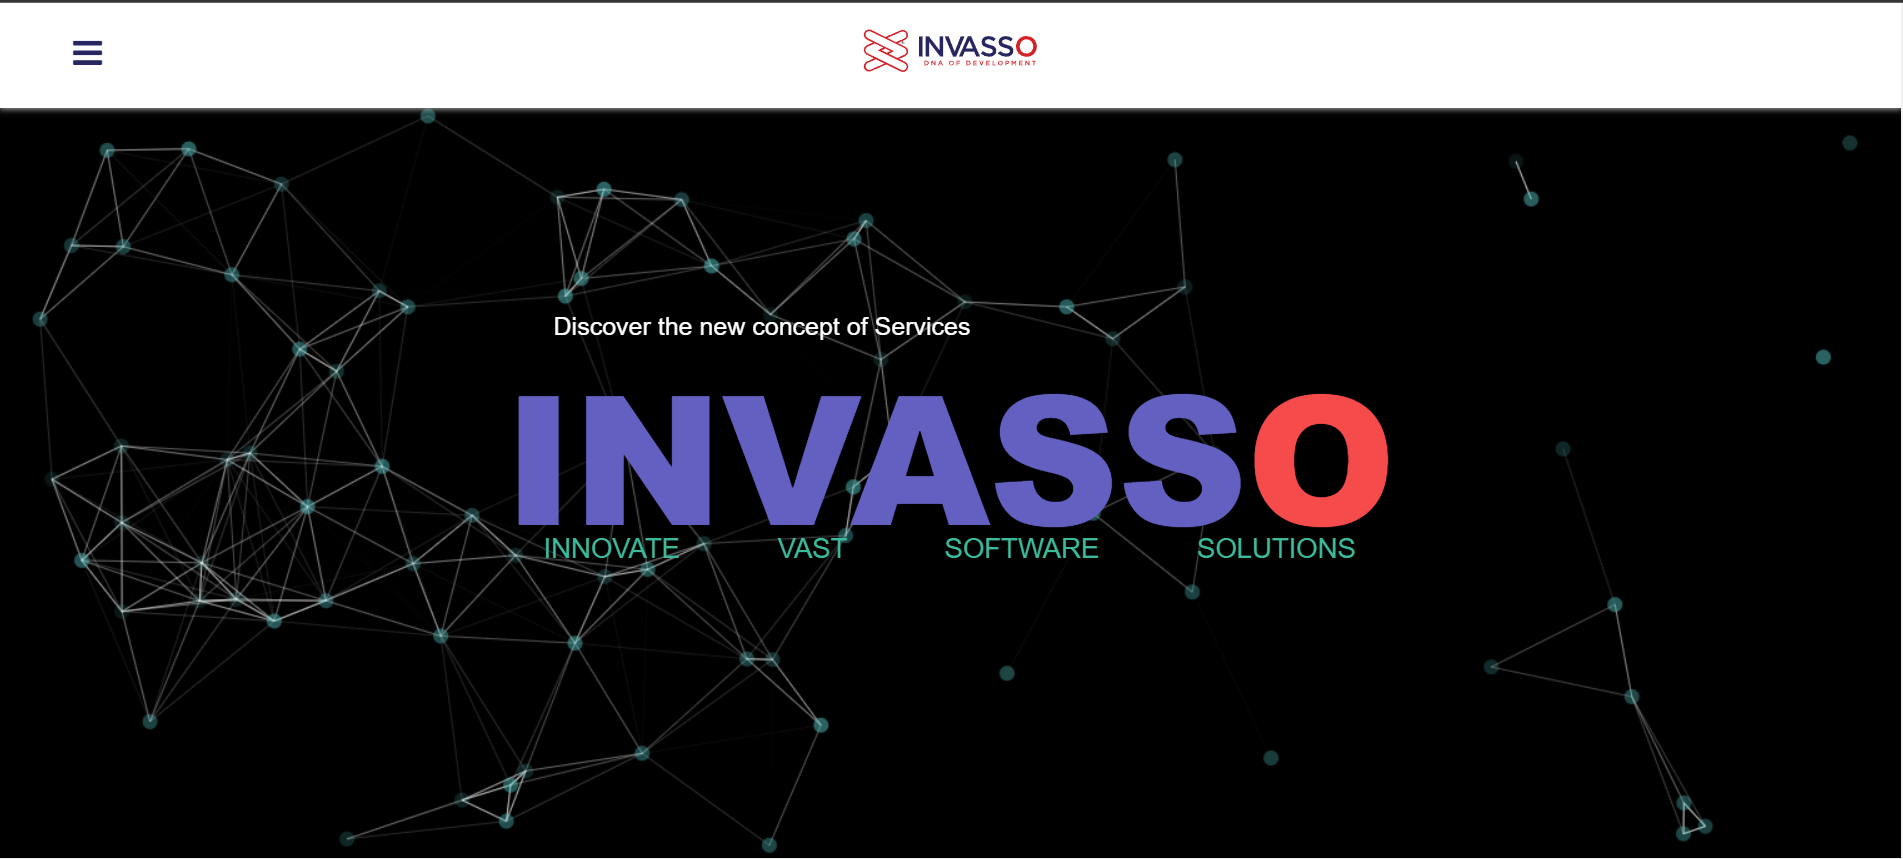 INVASSO
DNA OF DEVELOPMENT
Discover the new concept of Services
INVASSO
INNOVATE VAST SOFTWARE SOLUTIONS